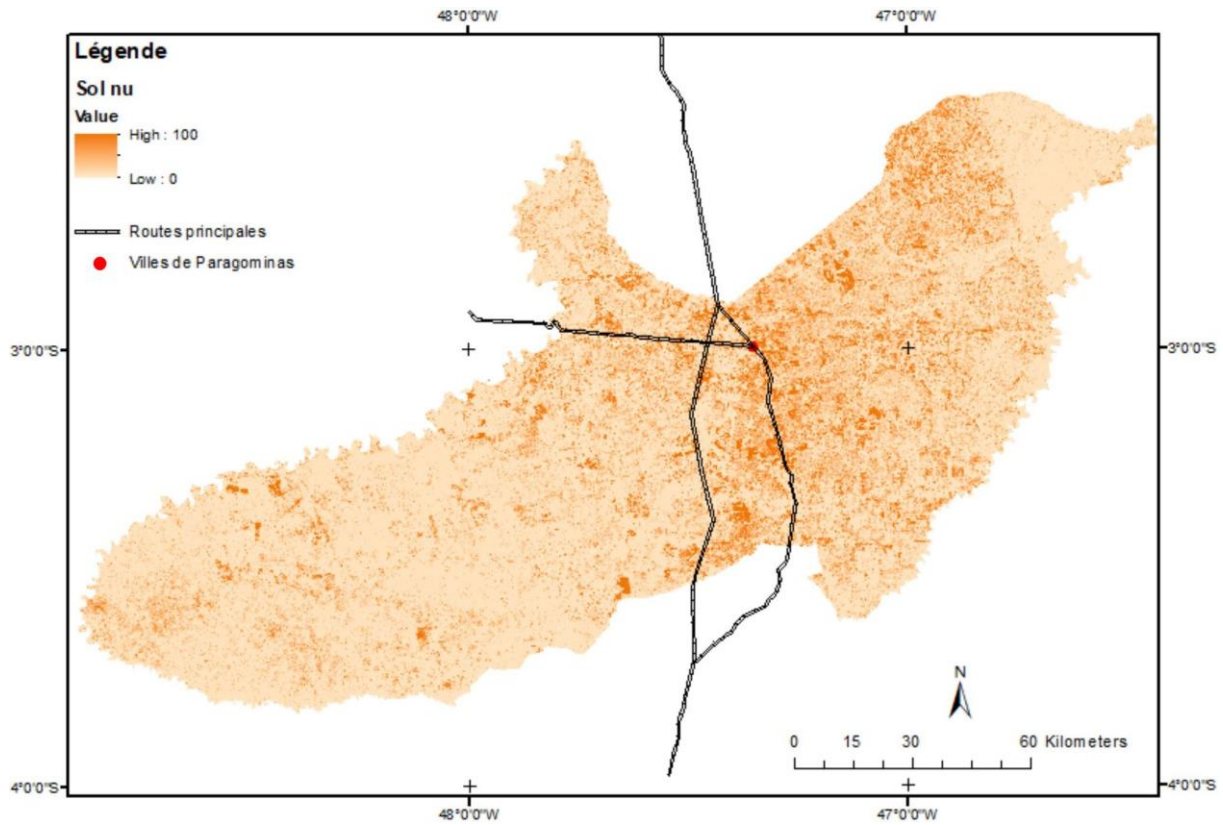 48°0'0"W 47°0'0"W
Légende
Sol nu
Value
High : 100
Low : 0
Routes principales
Villes de Paragominas
3°0'0"S 3°0'0"S
N
0 15 30 60 Kilometers
4°0'0"S 4°0'0"S
48°0'0"W 47°0'0"W